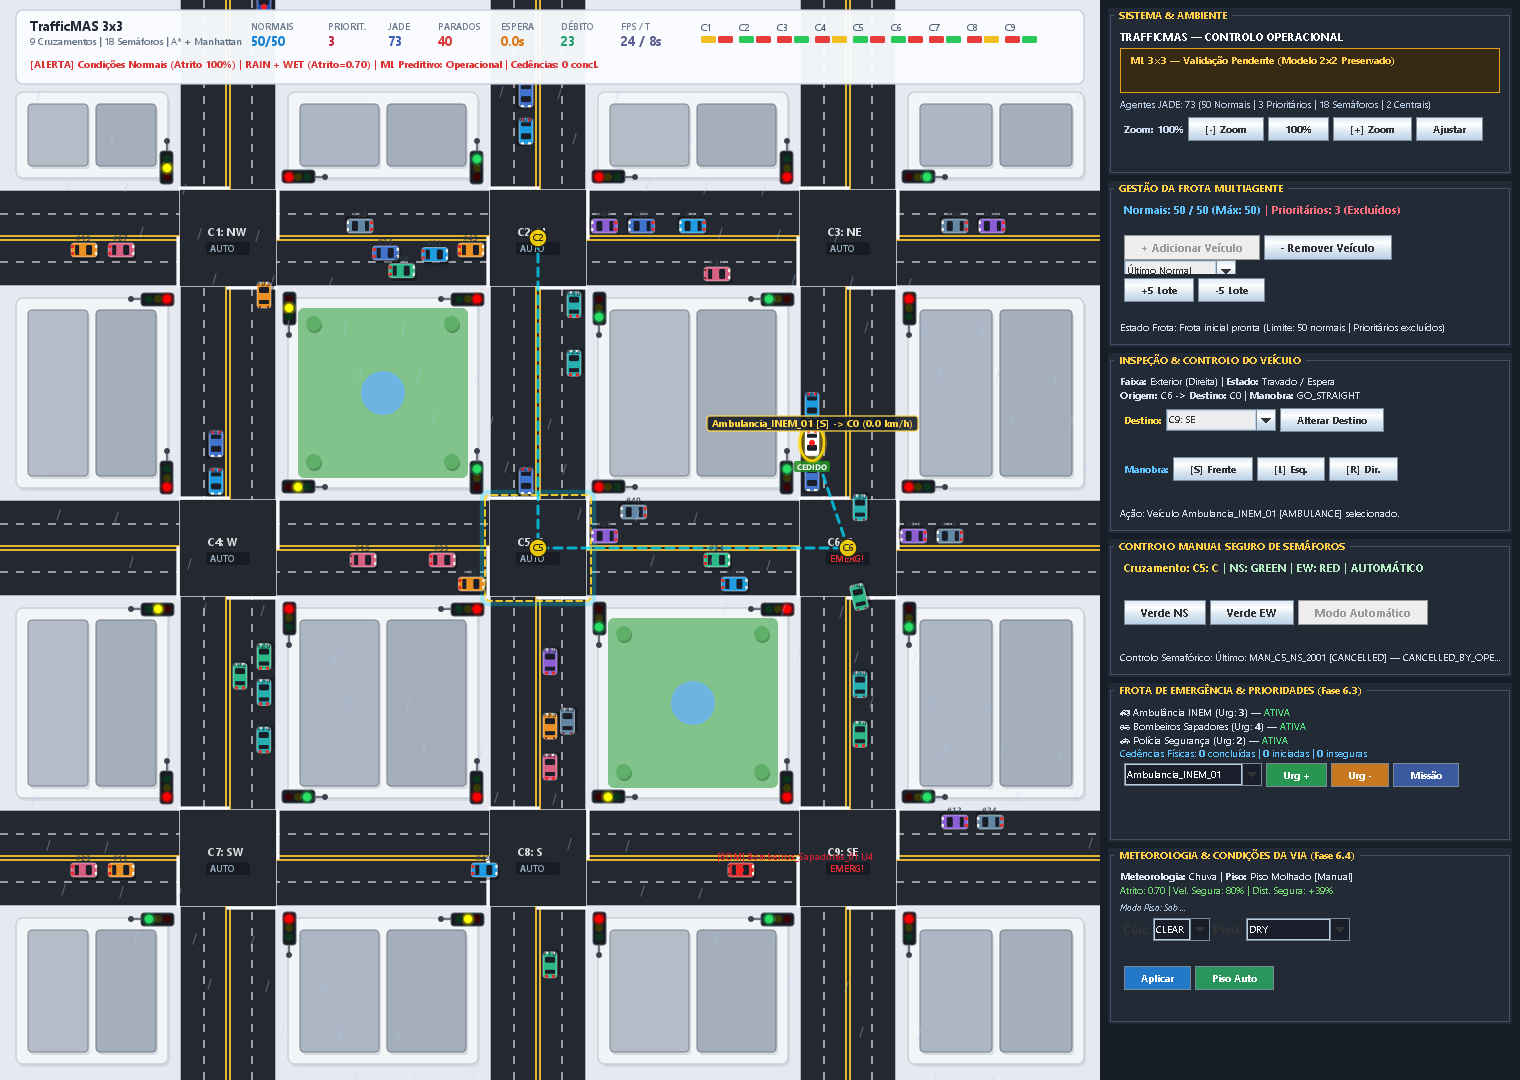 TrafficMAS 3x3
9 Cruzamentos | 18 Semáforos | A* + Manhattan
NORMAIS PRIORIT. JADE PARADOS ESPERA DÉBITO FPS / T
50/50 3 73 40 0.0s 23 24 / 8s
C1 C2 C3 C4 C5 C6 C7 C8 C9
[ALERTA] Condições Normais (Atrito 100%) | RAIN + WET (Atrito=0.70) | ML Preditivo: Operacional | Cedências: 0 concl.
C1: NW
AUTO
C2
AUTO
C3: NE
AUTO
Ambulancia_INEM_01 [S] -> C0 (0.0 km/h)
CEDIDO
C4: W
AUTO
C5
AUTO
C6
EMERG!
C7: SW
AUTO
C8: S
AUTO
C9: SE
EMERG!
SISTEMA & AMBIENTE
TRAFFICMAS — CONTROLO OPERACIONAL
ML 3×3 — Validação Pendente (Modelo 2x2 Preservado)
Agentes JADE: 73 (50 Normais | 3 Prioritários | 18 Semáforos | 2 Centrais)
Zoom: 100% [-] Zoom 100% [+] Zoom Ajustar
GESTÃO DA FROTA MULTIAGENTE
Normais: 50 / 50 (Máx: 50) | Prioritários: 3 (Excluídos)
+ Adicionar Veículo - Remover Veículo
Último Normal
+5 Lote -5 Lote
Estado Frota: Frota inicial pronta (Limite: 50 normais | Prioritários excluídos)
INSPEÇÃO & CONTROLO DO VEÍCULO
Faixa: Exterior (Direita) | Estado: Travado / Espera
Origem: C6 -> Destino: C0 | Manobra: GO_STRAIGHT
Destino: C9: SE Alterar Destino
Manobra: [S] Frente [L] Esq. [R] Dir.
Ação: Veículo Ambulancia_INEM_01 [AMBULANCE] selecionado.
CONTROLO MANUAL SEGURO DE SEMÁFOROS
Cruzamento: C5: C | NS: GREEN | EW: RED | AUTOMÁTICO
Verde NS Verde EW Modo Automático
Controlo Semafórico: Último: MAN_C5_NS_2001 [CANCELLED] — CANCELLED_BY_OPE...
FROTA DE EMERGÊNCIA & PRIORIDADES (Fase 6.3)
Ambulância INEM (Urg: 3) — ATIVA
Bombeiros Sapadores (Urg: 4) — ATIVA
Polícia Segurança (Urg: 2) — ATIVA
Cedências Físicas: 0 concluídas | 0 iniciadas | 0 inseguras
Ambulancia_INEM_01 Urg + Urg - Missão
METEOROLOGIA & CONDIÇÕES DA VIA (Fase 6.4)
Meteorologia: Chuva | Piso: Piso Molhado [Manual]
Atrito: 0.70 | Vel. Segura: 80% | Dist. Segura: +39%
Modo Piso: Sob ...
Céu: CLEAR Piso: DRY
Aplicar Piso Auto